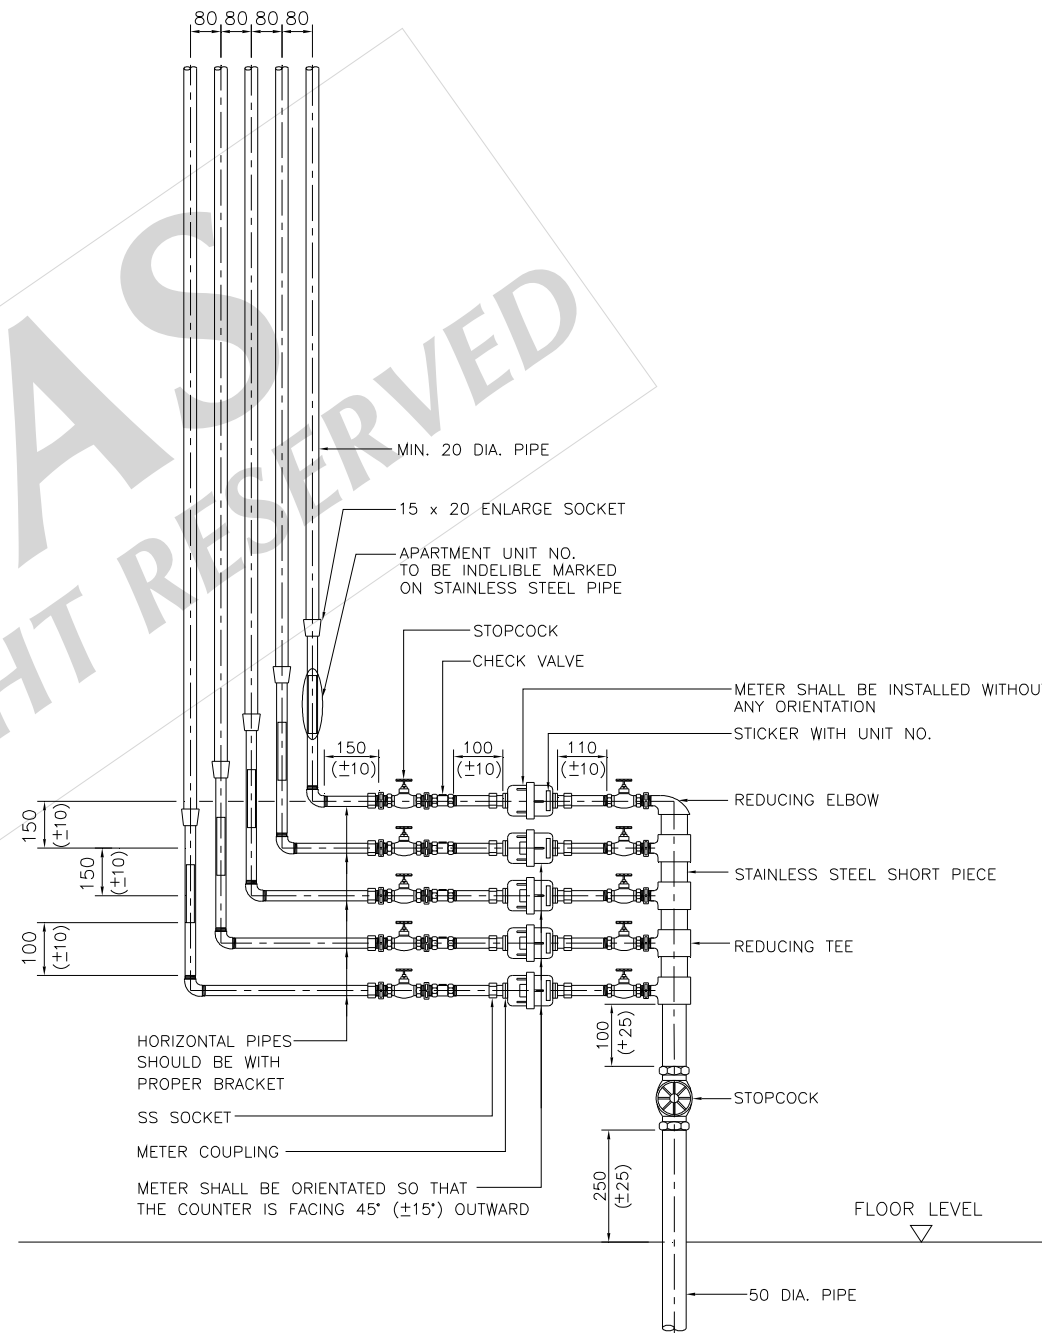 80 80 80 80
MIN. 20 DIA. PIPE
15 x 20 ENLARGE SOCKET
APARTMENT UNIT NO.
TO BE INDELIBLE MARKED
ON STAINLESS STEEL PIPE
STOPCOCK
CHECK VALVE
METER SHALL BE INSTALLED WITHOU
ANY ORIENTATION
STICKER WITH UNIT NO.
150
(±10)
100
(±10)
110
(±10)
REDUCING ELBOW
150
(±10)
150
(±10)
STAINLESS STEEL SHORT PIECE
100
(±10)
REDUCING TEE
100
(±25)
HORIZONTAL PIPES
SHOULD BE WITH
PROPER BRACKET
SS SOCKET
STOPCOCK
METER COUPLING
METER SHALL BE ORIENTATED SO THAT
THE COUNTER IS FACING 45° (±15°) OUTWARD
250
(±25)
FLOOR LEVEL
50 DIA. PIPE
AS
HT RESERVED